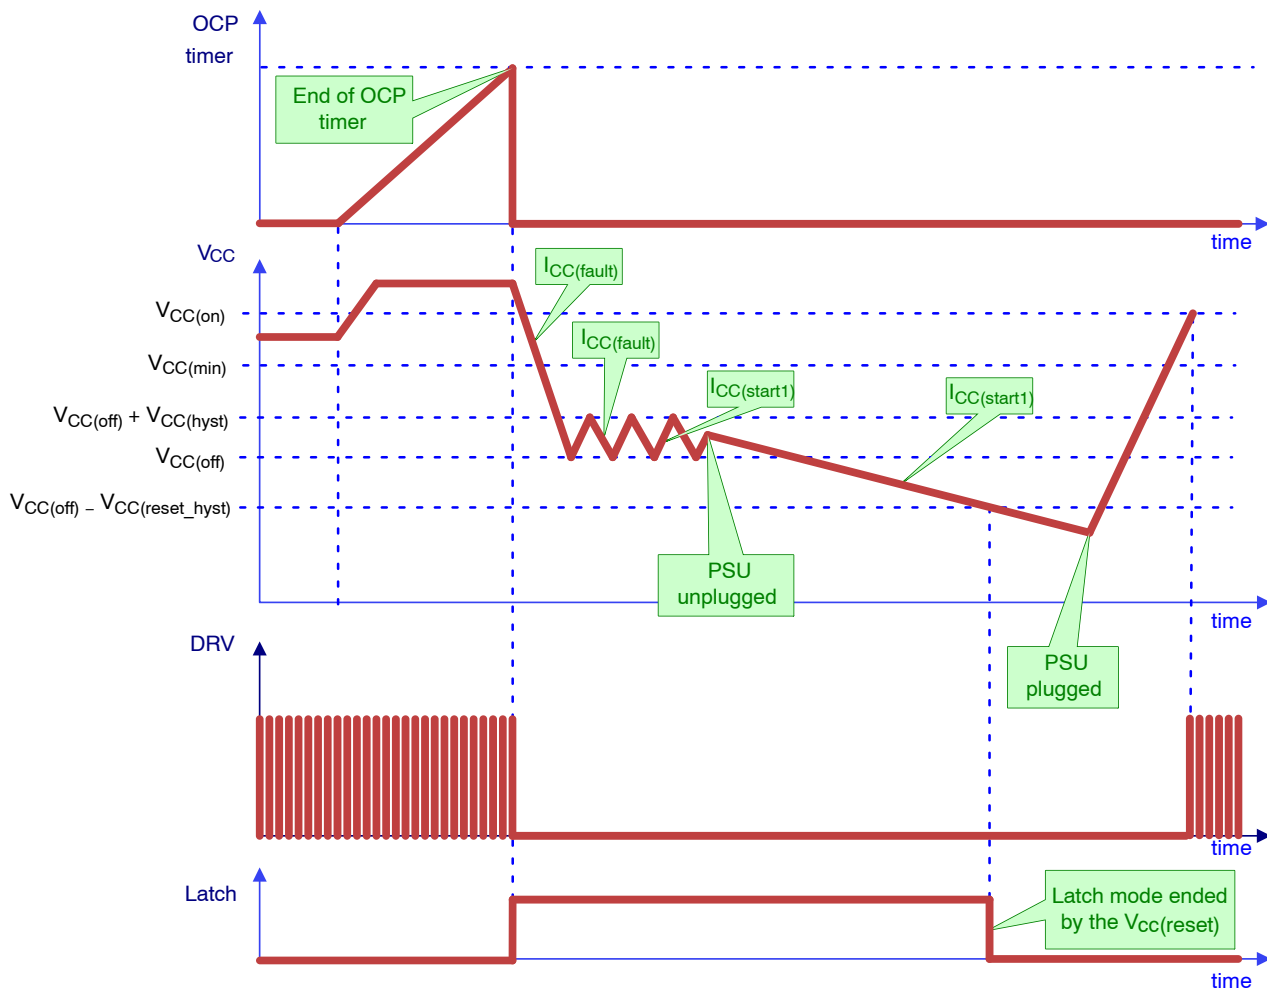 OCP
timer
End of OCP
timer
time
VCC
ICC(fault)
VCC(on)
ICC(fault)
VCC(min)
ICC(start1)
ICC(start1)
VCC(off) + VCC(hyst)
VCC(off)
VCC(off) – VCC(reset_hyst)
PSU
unplugged
time
DRV
PSU
plugged
time
Latch
Latch mode ended
by the Vcc(reset)
time